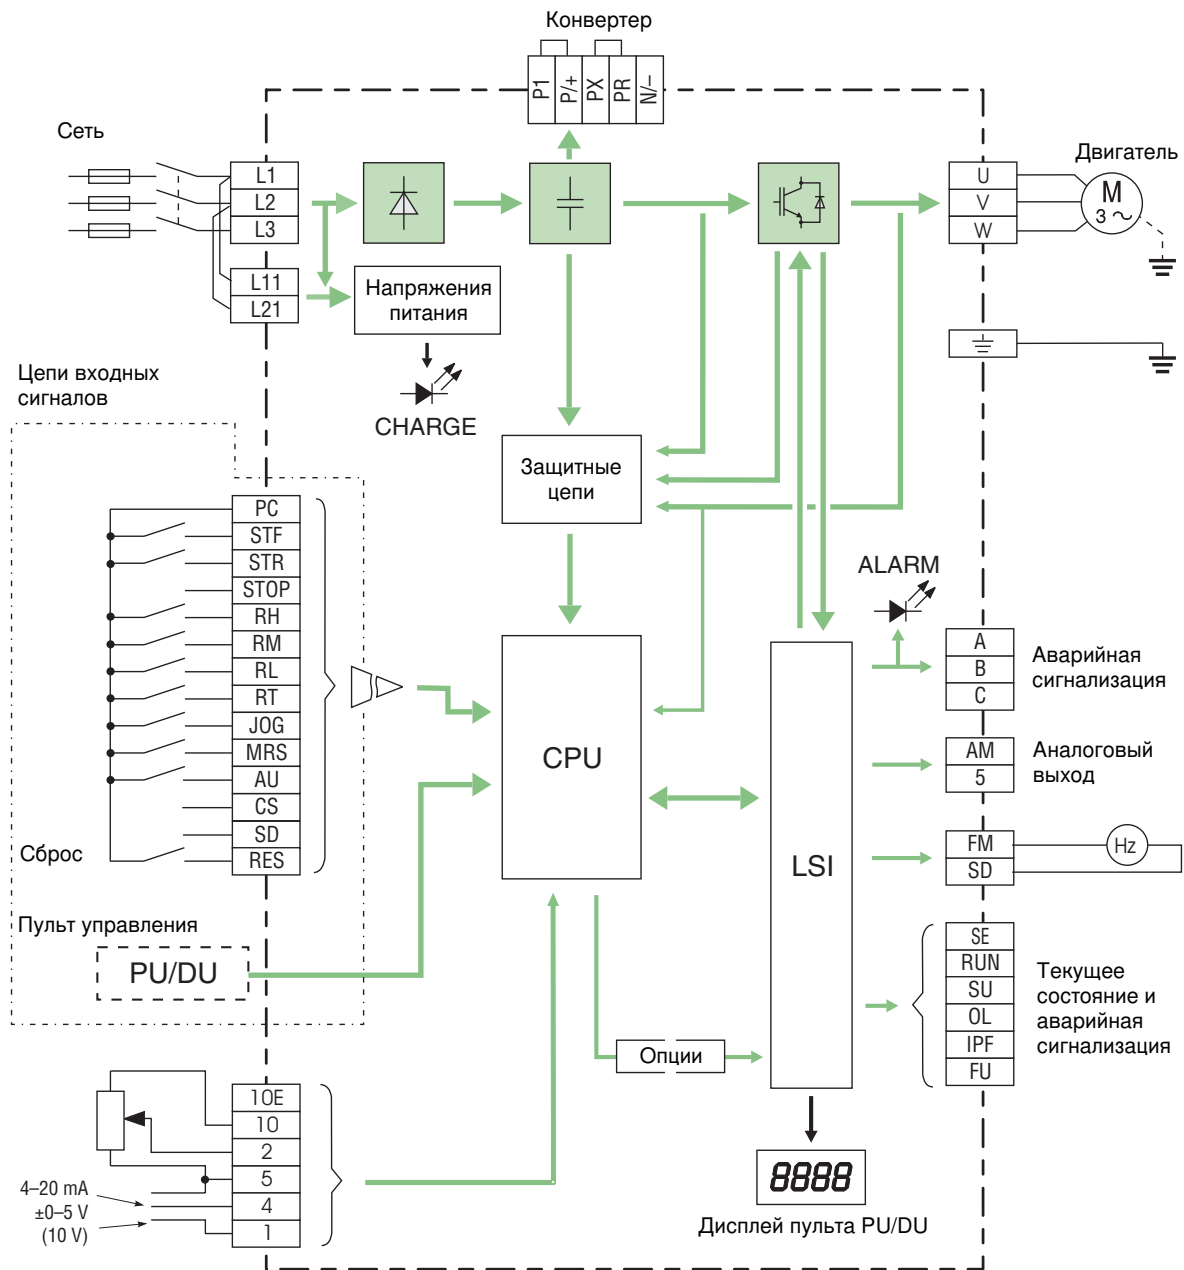 Конвертер
P1
P/+
PX
PR
N/–
Сеть
L1
L2
L3
L11
L21
Напряжения
питания
CHARGE
Двигатель
U
V
W
M
3 ~
Цепи входных
сигналов
Защитные
цепи
PC
STF
STR
STOP
RH
RM
RL
RT
JOG
MRS
AU
CS
SD
RES
Сброс
Пульт управления
PU/DU
CPU
LSI
ALARM
A
B
C
Аварийная
сигнализация
AM
5
Аналоговый
выход
FM
SD
Hz
SE
RUN
SU
OL
IPF
FU
Текущее
состояние и
аварийная
сигнализация
Опции
10E
10
2
5
4
1
4–20 mA
±0–5 V
(10 V)
8888
Дисплей пульта PU/DU